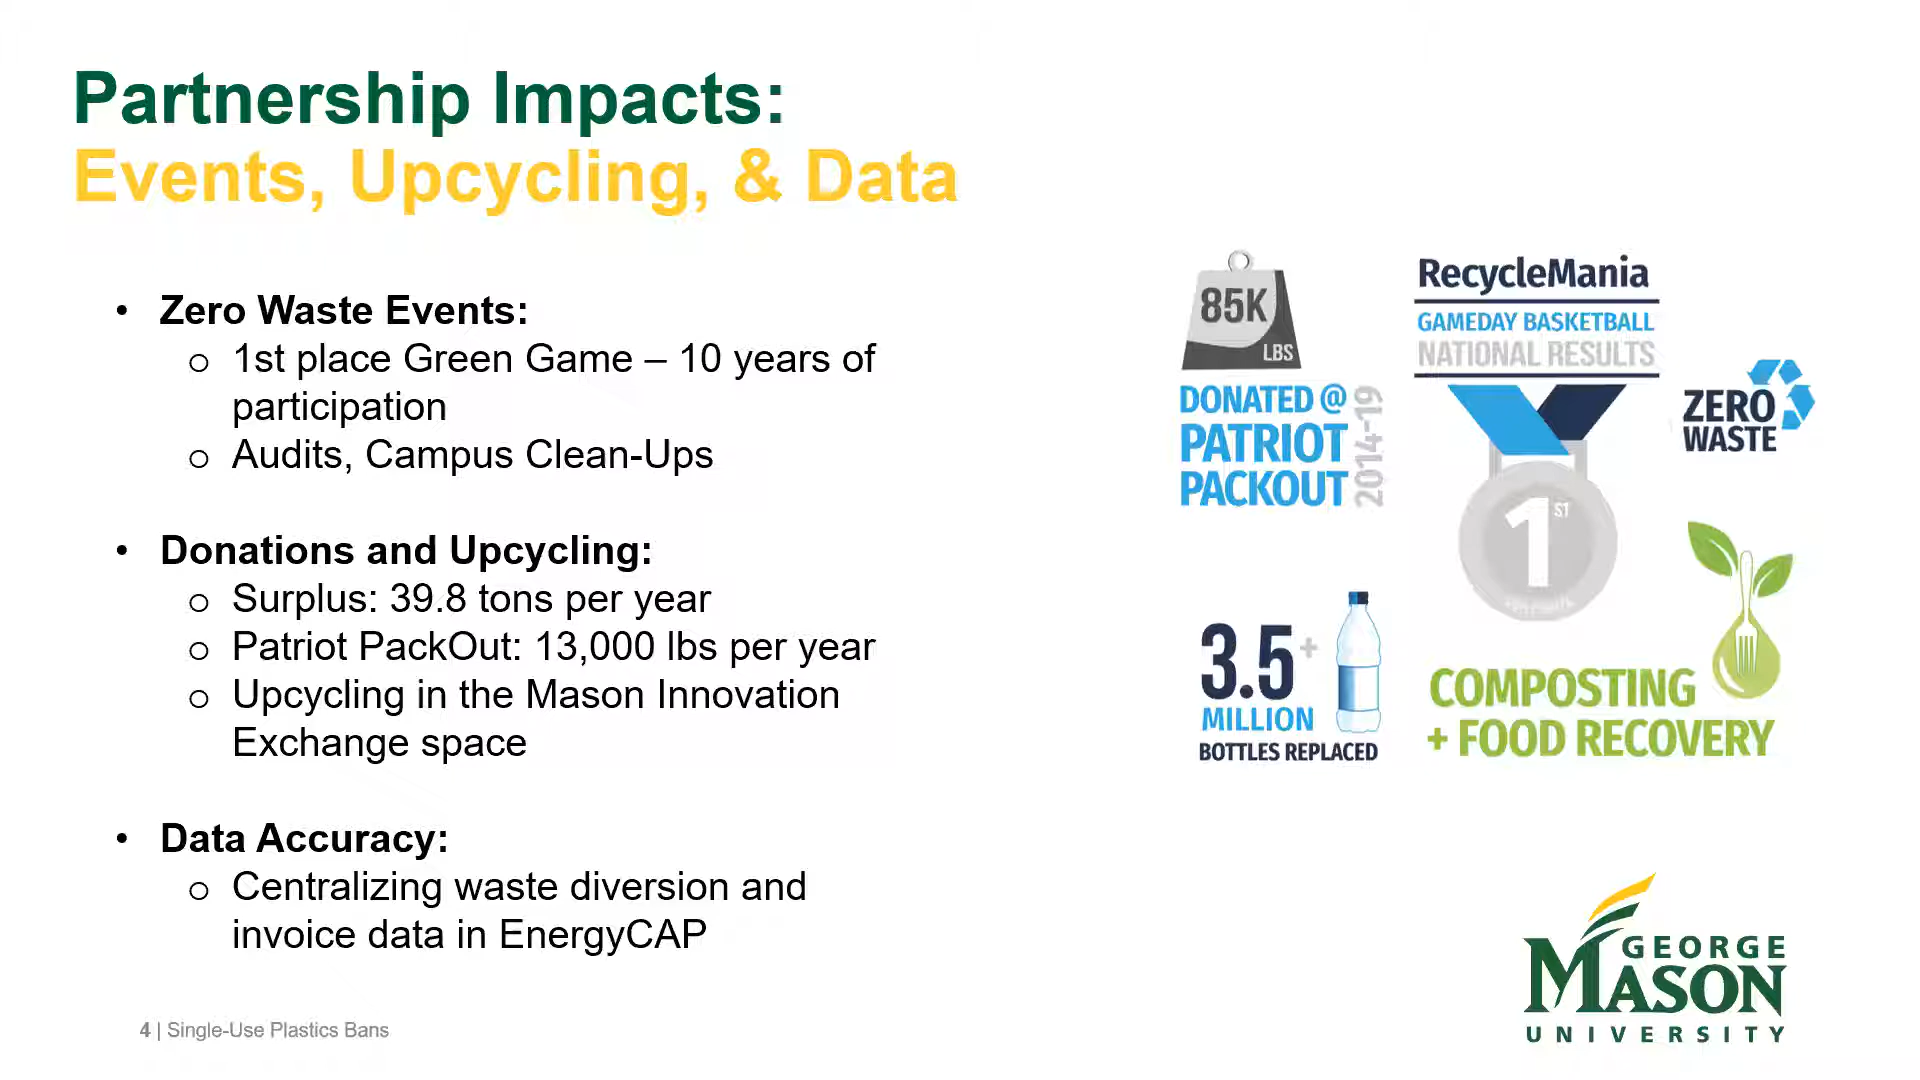 Partnership Impacts:
Events, Upcycling, & Data
• Zero Waste Events:
o 1st place Green Game – 10 years of
participation
o Audits, Campus Clean-Ups
• Donations and Upcycling:
o Surplus: 39.8 tons per year
o Patriot PackOut: 13,000 lbs per year
o Upcycling in the Mason Innovation
Exchange space
• Data Accuracy:
o Centralizing waste diversion and
invoice data in EnergyCAP
85K
LBS
DONATED @
PATRIOT
PACKOUT
2014-19
RecycleMania
GAMEDAY BASKETBALL
NATIONAL RESULTS
1ST
ZERO
WASTE
3.5+
MILLION
BOTTLES REPLACED
COMPOSTING
+ FOOD RECOVERY
4 | Single-Use Plastics Bans
GEORGE
MASON
UNIVERSITY